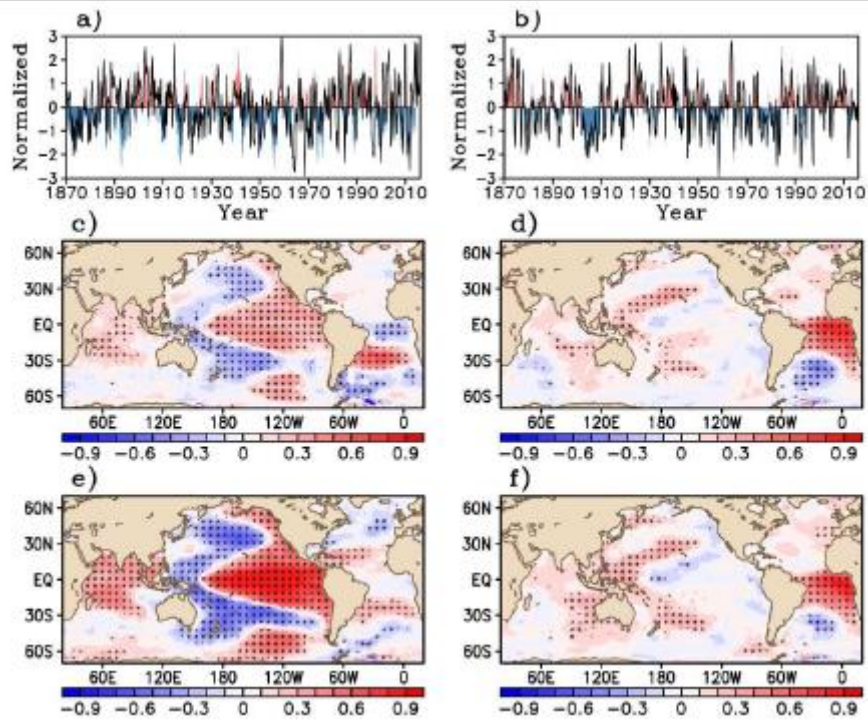 a)
3
2
1
0
-1
-2
-3
Normalized
1870 1890 1910 1930 1950 1970 1990 2010
Year
b)
3
2
1
0
-1
-2
-3
Normalized
1870 1890 1910 1930 1950 1970 1990 2010
Year
c)
60N
30N
EQ
30S
60S
60E 120E 180 120W 60W 0
-0.9 -0.6 -0.3 0 0.3 0.6 0.9
d)
60N
30N
EQ
30S
60S
60E 120E 180 120W 60W 0
-0.9 -0.6 -0.3 0 0.3 0.6 0.9
e)
60N
30N
EQ
30S
60S
60E 120E 180 120W 60W 0
-0.9 -0.6 -0.3 0 0.3 0.6 0.9
f)
60N
30N
EQ
30S
60S
60E 120E 180 120W 60W 0
-0.9 -0.6 -0.3 0 0.3 0.6 0.9